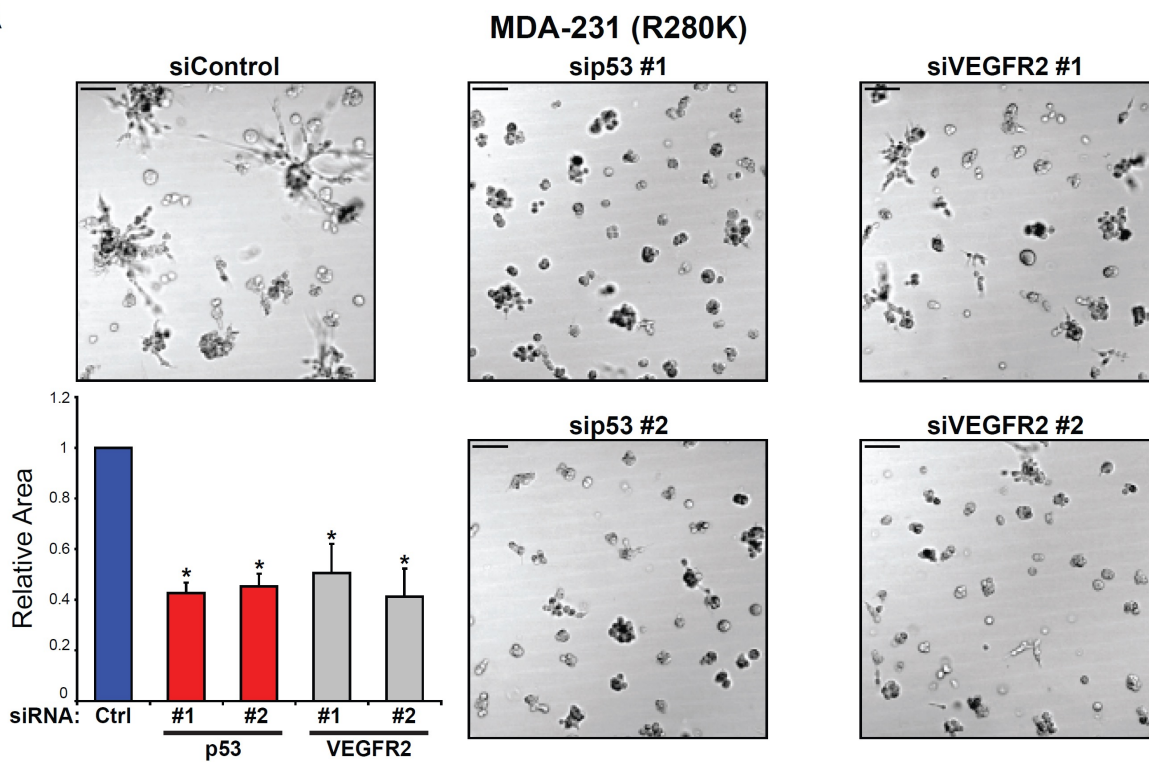 MDA-231 (R280K)
siControl
sip53 #1
siVEGFR2 #1
sip53 #2
siVEGFR2 #2
Relative Area
1.2
1
0.8
0.6
0.4
0.2
0
* * * *
siRNA: Ctrl #1 #2 #1 #2
p53 VEGFR2